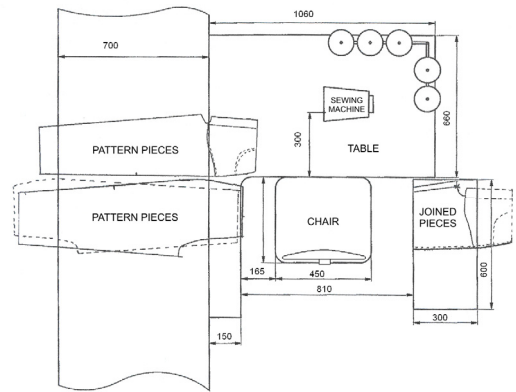 1060
700
SEWING
MACHINE
660
300
PATTERN PIECES
TABLE
PATTERN PIECES
CHAIR
JOINED
PIECES
165
450
600
810
300
150